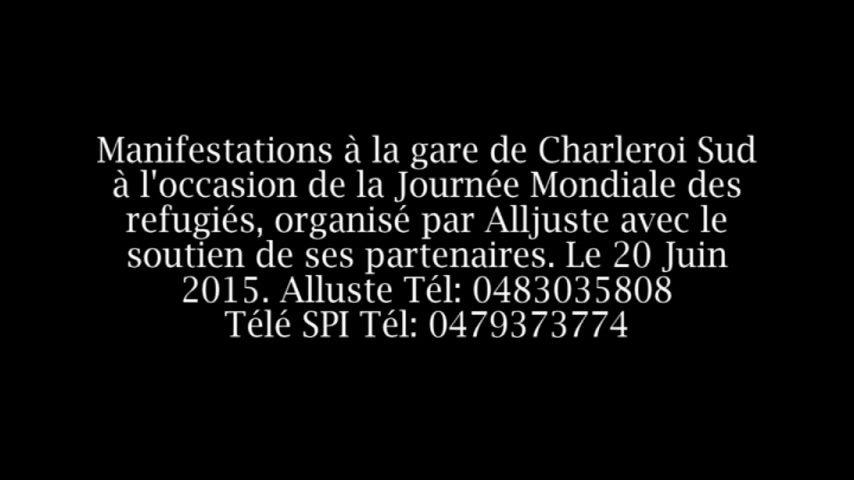 Manifestations à la gare de Charleroi Sud
à l'occasion de la Journée Mondiale des
refugiés, organisé par Alljuste avec le
soutien de ses partenaires. Le 20 Juin
2015. Alluste Tél: 0483035808
Télé SPI Tél: 0479373774